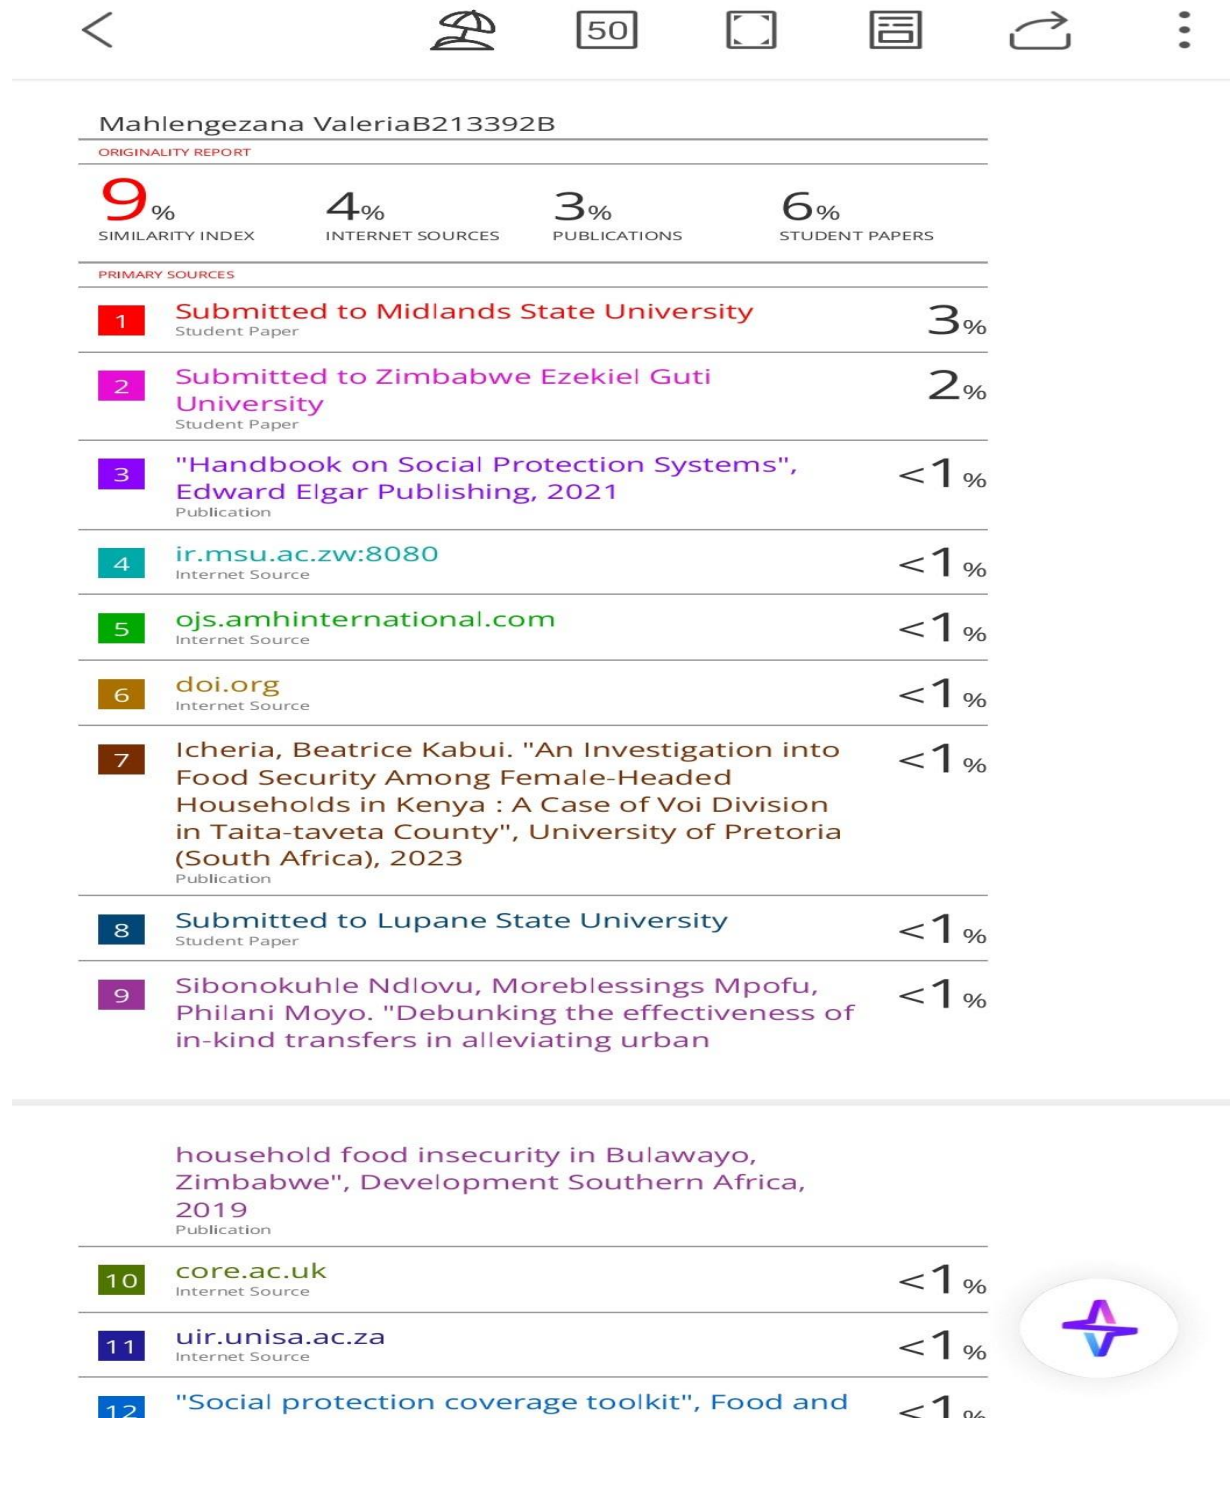 50
Mahlengezana ValeriaB213392B
ORIGINALITY REPORT
9% 4% 3% 6%
SIMILARITY INDEX INTERNET SOURCES PUBLICATIONS STUDENT PAPERS
PRIMARY SOURCES
1 Submitted to Midlands State University 3%
Student Paper
2 Submitted to Zimbabwe Ezekiel Guti 2%
University
Student Paper
3 "Handbook on Social Protection Systems", <1%
Edward Elgar Publishing, 2021
Publication
4 ir.msu.ac.zw:8080 <1%
Internet Source
5 ojs.amhinternational.com <1%
Internet Source
6 doi.org <1%
Internet Source
7 Icheria, Beatrice Kabui. "An Investigation into <1%
Food Security Among Female-Headed
Households in Kenya : A Case of Voi Division
in Taita-taveta County", University of Pretoria
(South Africa), 2023
Publication
8 Submitted to Lupane State University <1%
Student Paper
9 Sibonokuhle Ndlovu, Moreblessings Mpofu, <1%
Philani Moyo. "Debunking the effectiveness of
in-kind transfers in alleviating urban
household food insecurity in Bulawayo,
Zimbabwe", Development Southern Africa,
2019
Publication
10 core.ac.uk <1%
Internet Source
11 uir.unisa.ac.za <1%
Internet Source
12 "Social protection coverage toolkit", Food and <1%